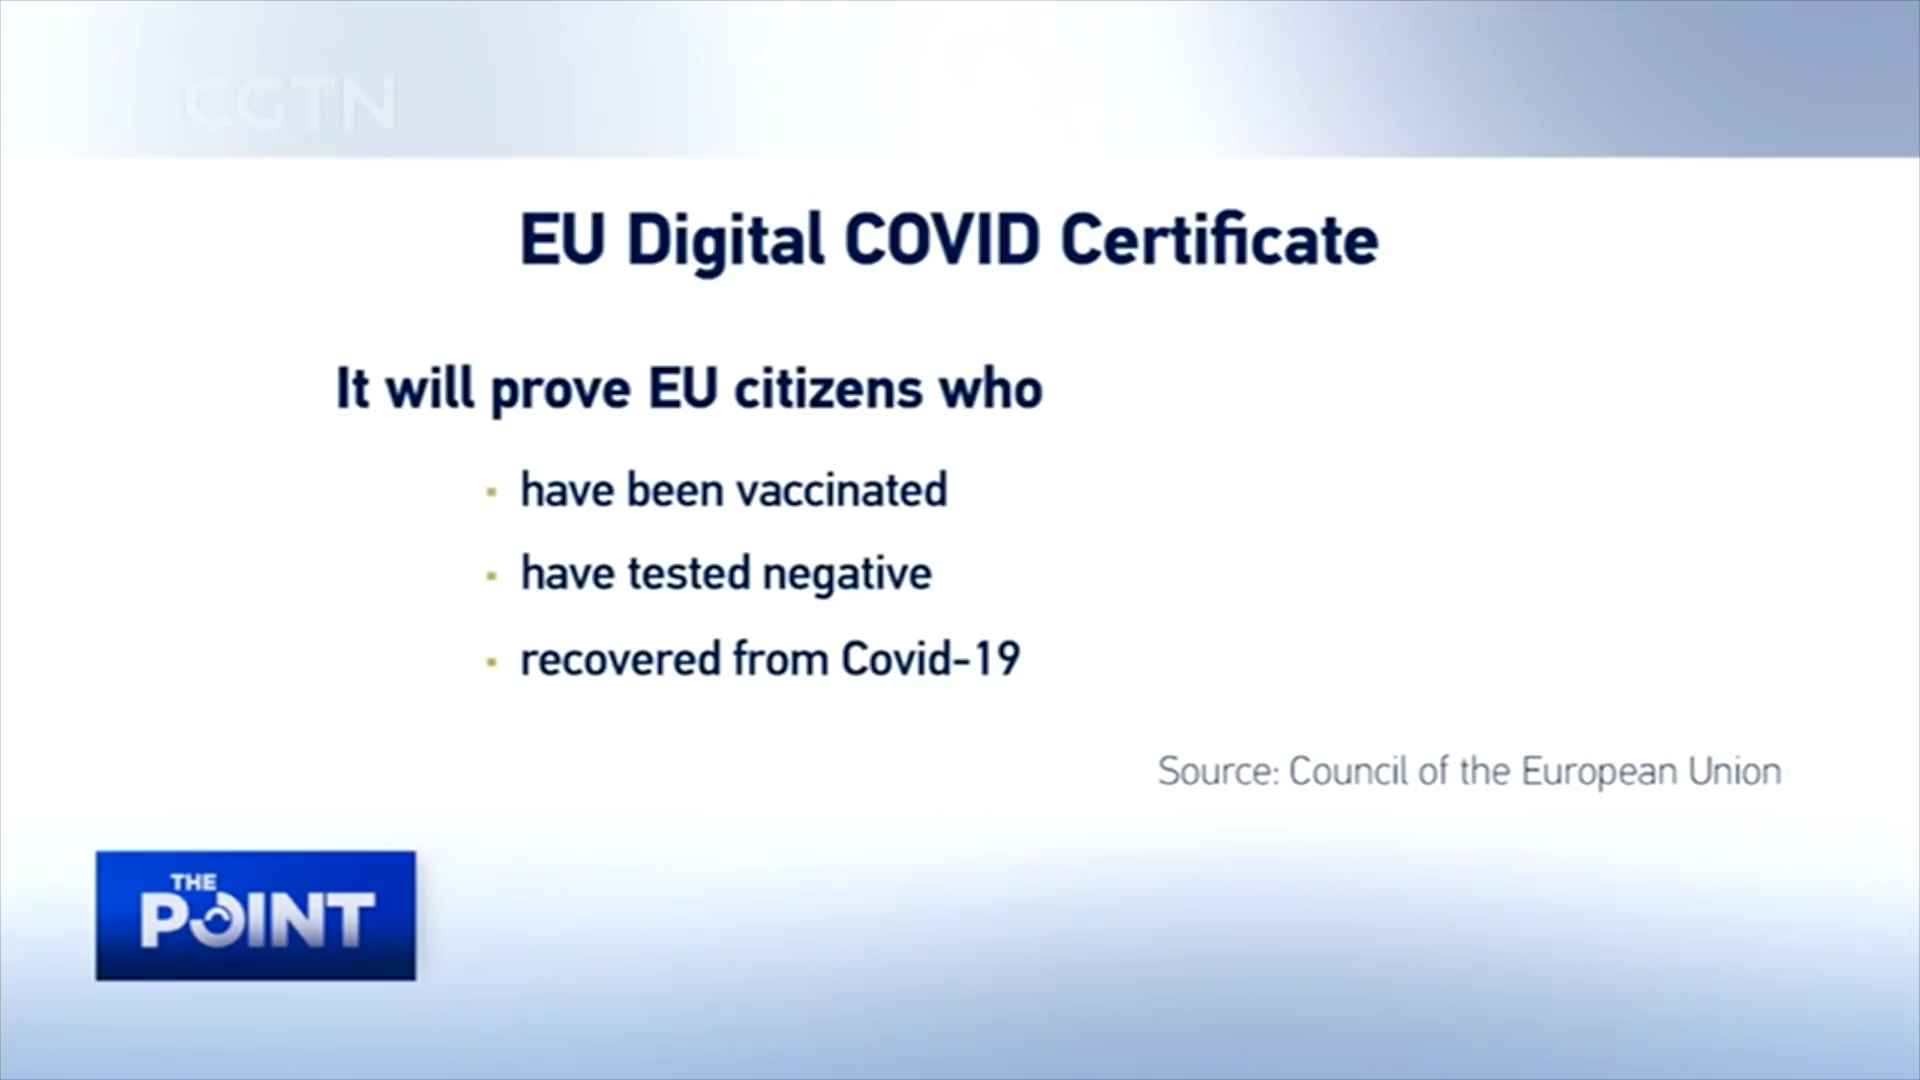 CGTN
EU Digital COVID Certificate
It will prove EU citizens who
▪ have been vaccinated
▪ have tested negative
▪ recovered from Covid-19
Source: Council of the European Union
THE
POINT